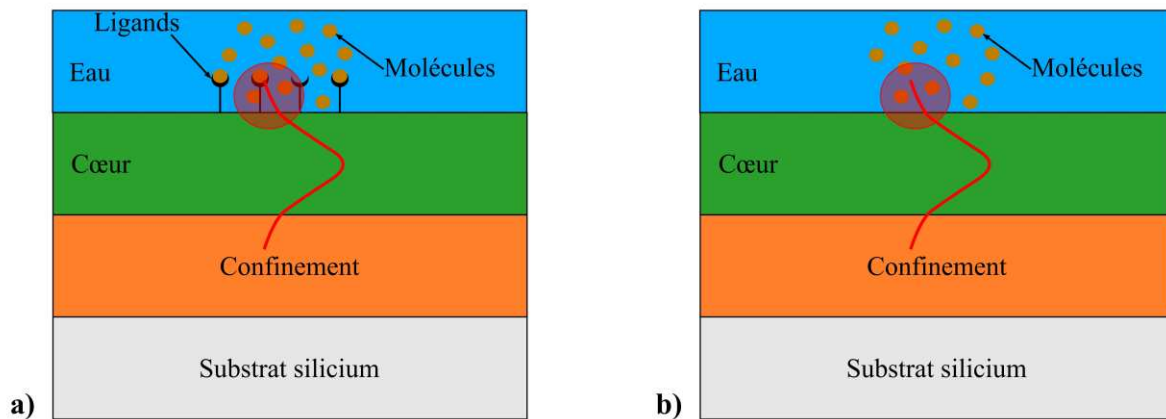 Ligands
Molécules
Eau
Cœur
Confinement
Substrat silicium
a)
Molécules
Eau
Cœur
Confinement
Substrat silicium
b)